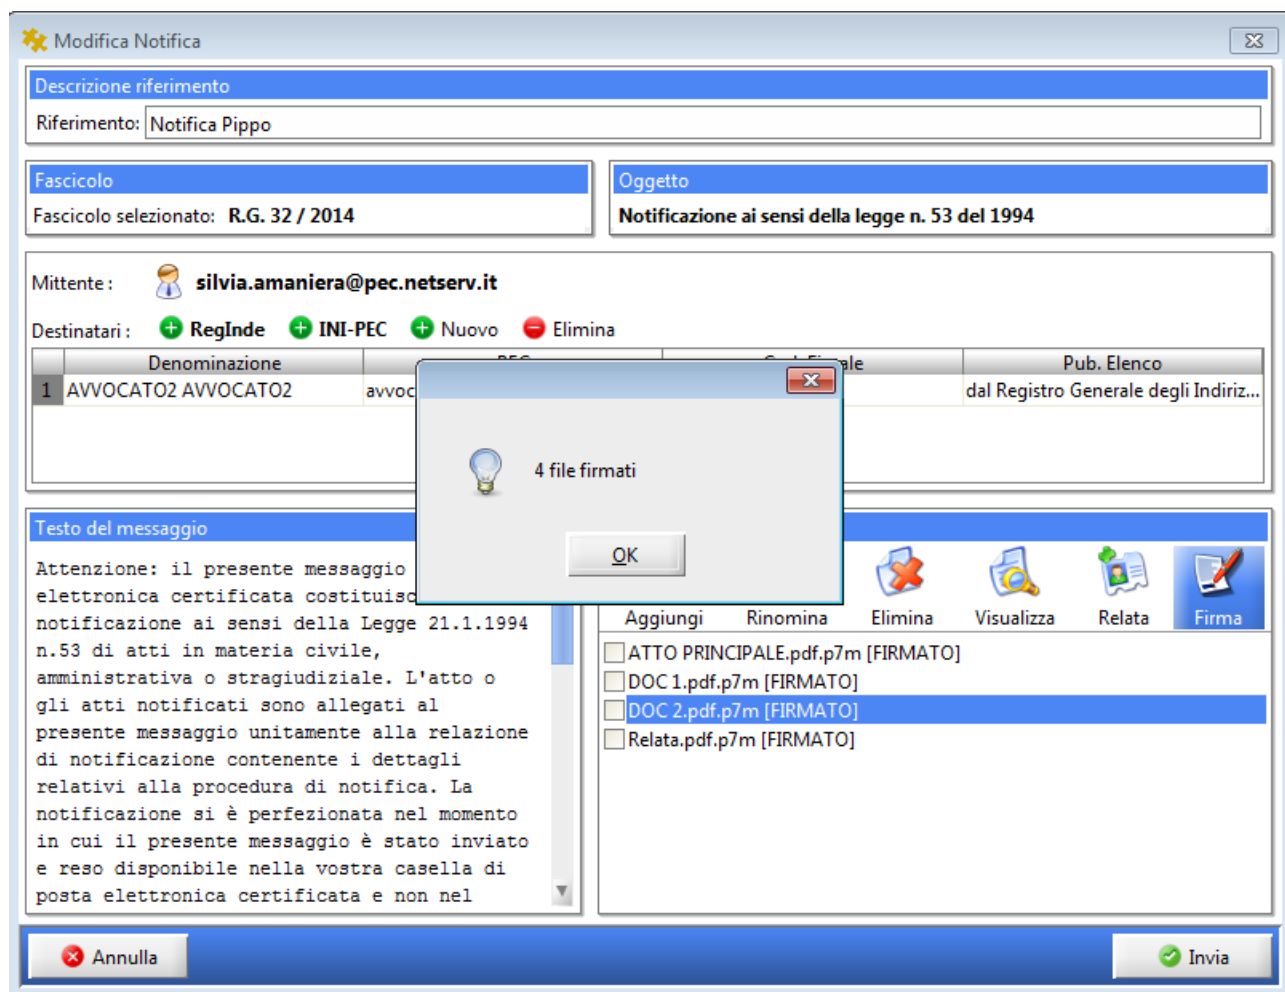 Modifica Notifica
Descrizione riferimento
Riferimento: Notifica Pippo
Fascicolo
Fascicolo selezionato: R.G. 32 / 2014
Oggetto
Notificazione ai sensi della legge n. 53 del 1994
Mittente : silvia.amaniera@pec.netserv.it
Destinatari : RegInde INI-PEC Nuovo Elimina
Denominazione Pub. Elenco
1 AVVOCATO2 AVVOCATO2 avvoc dal Registro Generale degli Indiriz...
4 file firmati
OK
Testo del messaggio
Attenzione: il presente messaggio
elettronica certificata costituisc
notificazione ai sensi della Legge 21.1.1994
n.53 di atti in materia civile,
amministrativa o stragiudiziale. L'atto o
gli atti notificati sono allegati al
presente messaggio unitamente alla relazione
di notificazione contenente i dettagli
relativi alla procedura di notifica. La
notificazione si è perfezionata nel momento
in cui il presente messaggio è stato inviato
e reso disponibile nella vostra casella di
posta elettronica certificata e non nel
Aggiungi Rinomina Elimina Visualizza Relata Firma
ATTO PRINCIPALE.pdf.p7m [FIRMATO]
DOC 1.pdf.p7m [FIRMATO]
DOC 2.pdf.p7m [FIRMATO]
Relata.pdf.p7m [FIRMATO]
Annulla
Invia